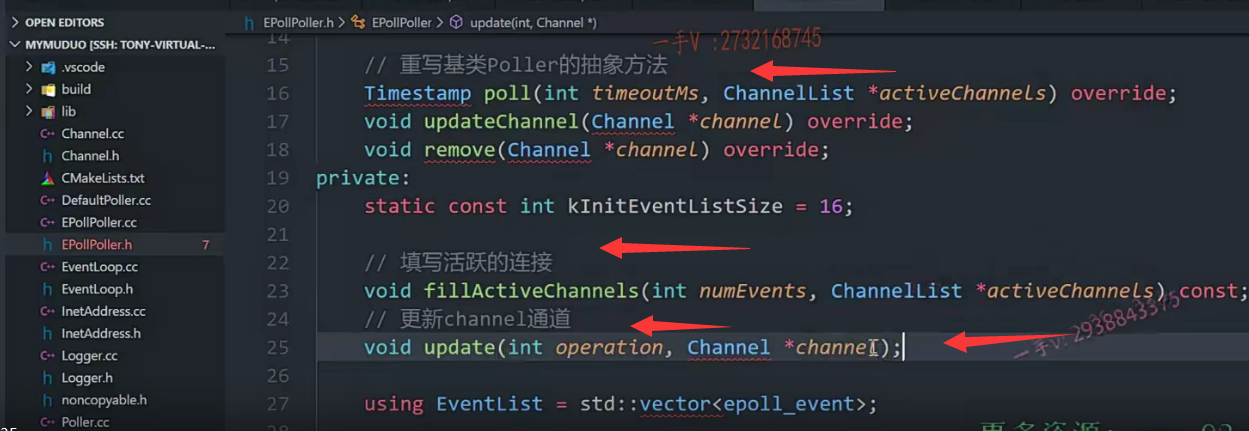 OPEN EDITORS
MYMUDUO [SSH: TONY-VIRTUAL-...
.vscode
build
lib
Channel.cc
Channel.h
CMakeLists.txt
DefaultPoller.cc
EPollPoller.cc
EPollPoller.h 7
EventLoop.cc
EventLoop.h
InetAddress.cc
InetAddress.h
Logger.cc
Logger.h
noncopyable.h
Poller.cc
EPollPoller.h > EPollPoller > update(int, Channel *)
一手V :2732168745
14
15 // 重写基类Poller的抽象方法
16 Timestamp poll(int timeoutMs, ChannelList *activeChannels) override;
17 void updateChannel(Channel *channel) override;
18 void remove(Channel *channel) override;
19 private:
20 static const int kInitEventListSize = 16;
21
22 // 填写活跃的连接
23 void fillActiveChannels(int numEvents, ChannelList *activeChannels) const;
24 // 更新channel通道
25 void update(int operation, Channel *channel);
一手V: 2938843375
26
27 using EventList = std::vector<epoll_event>;